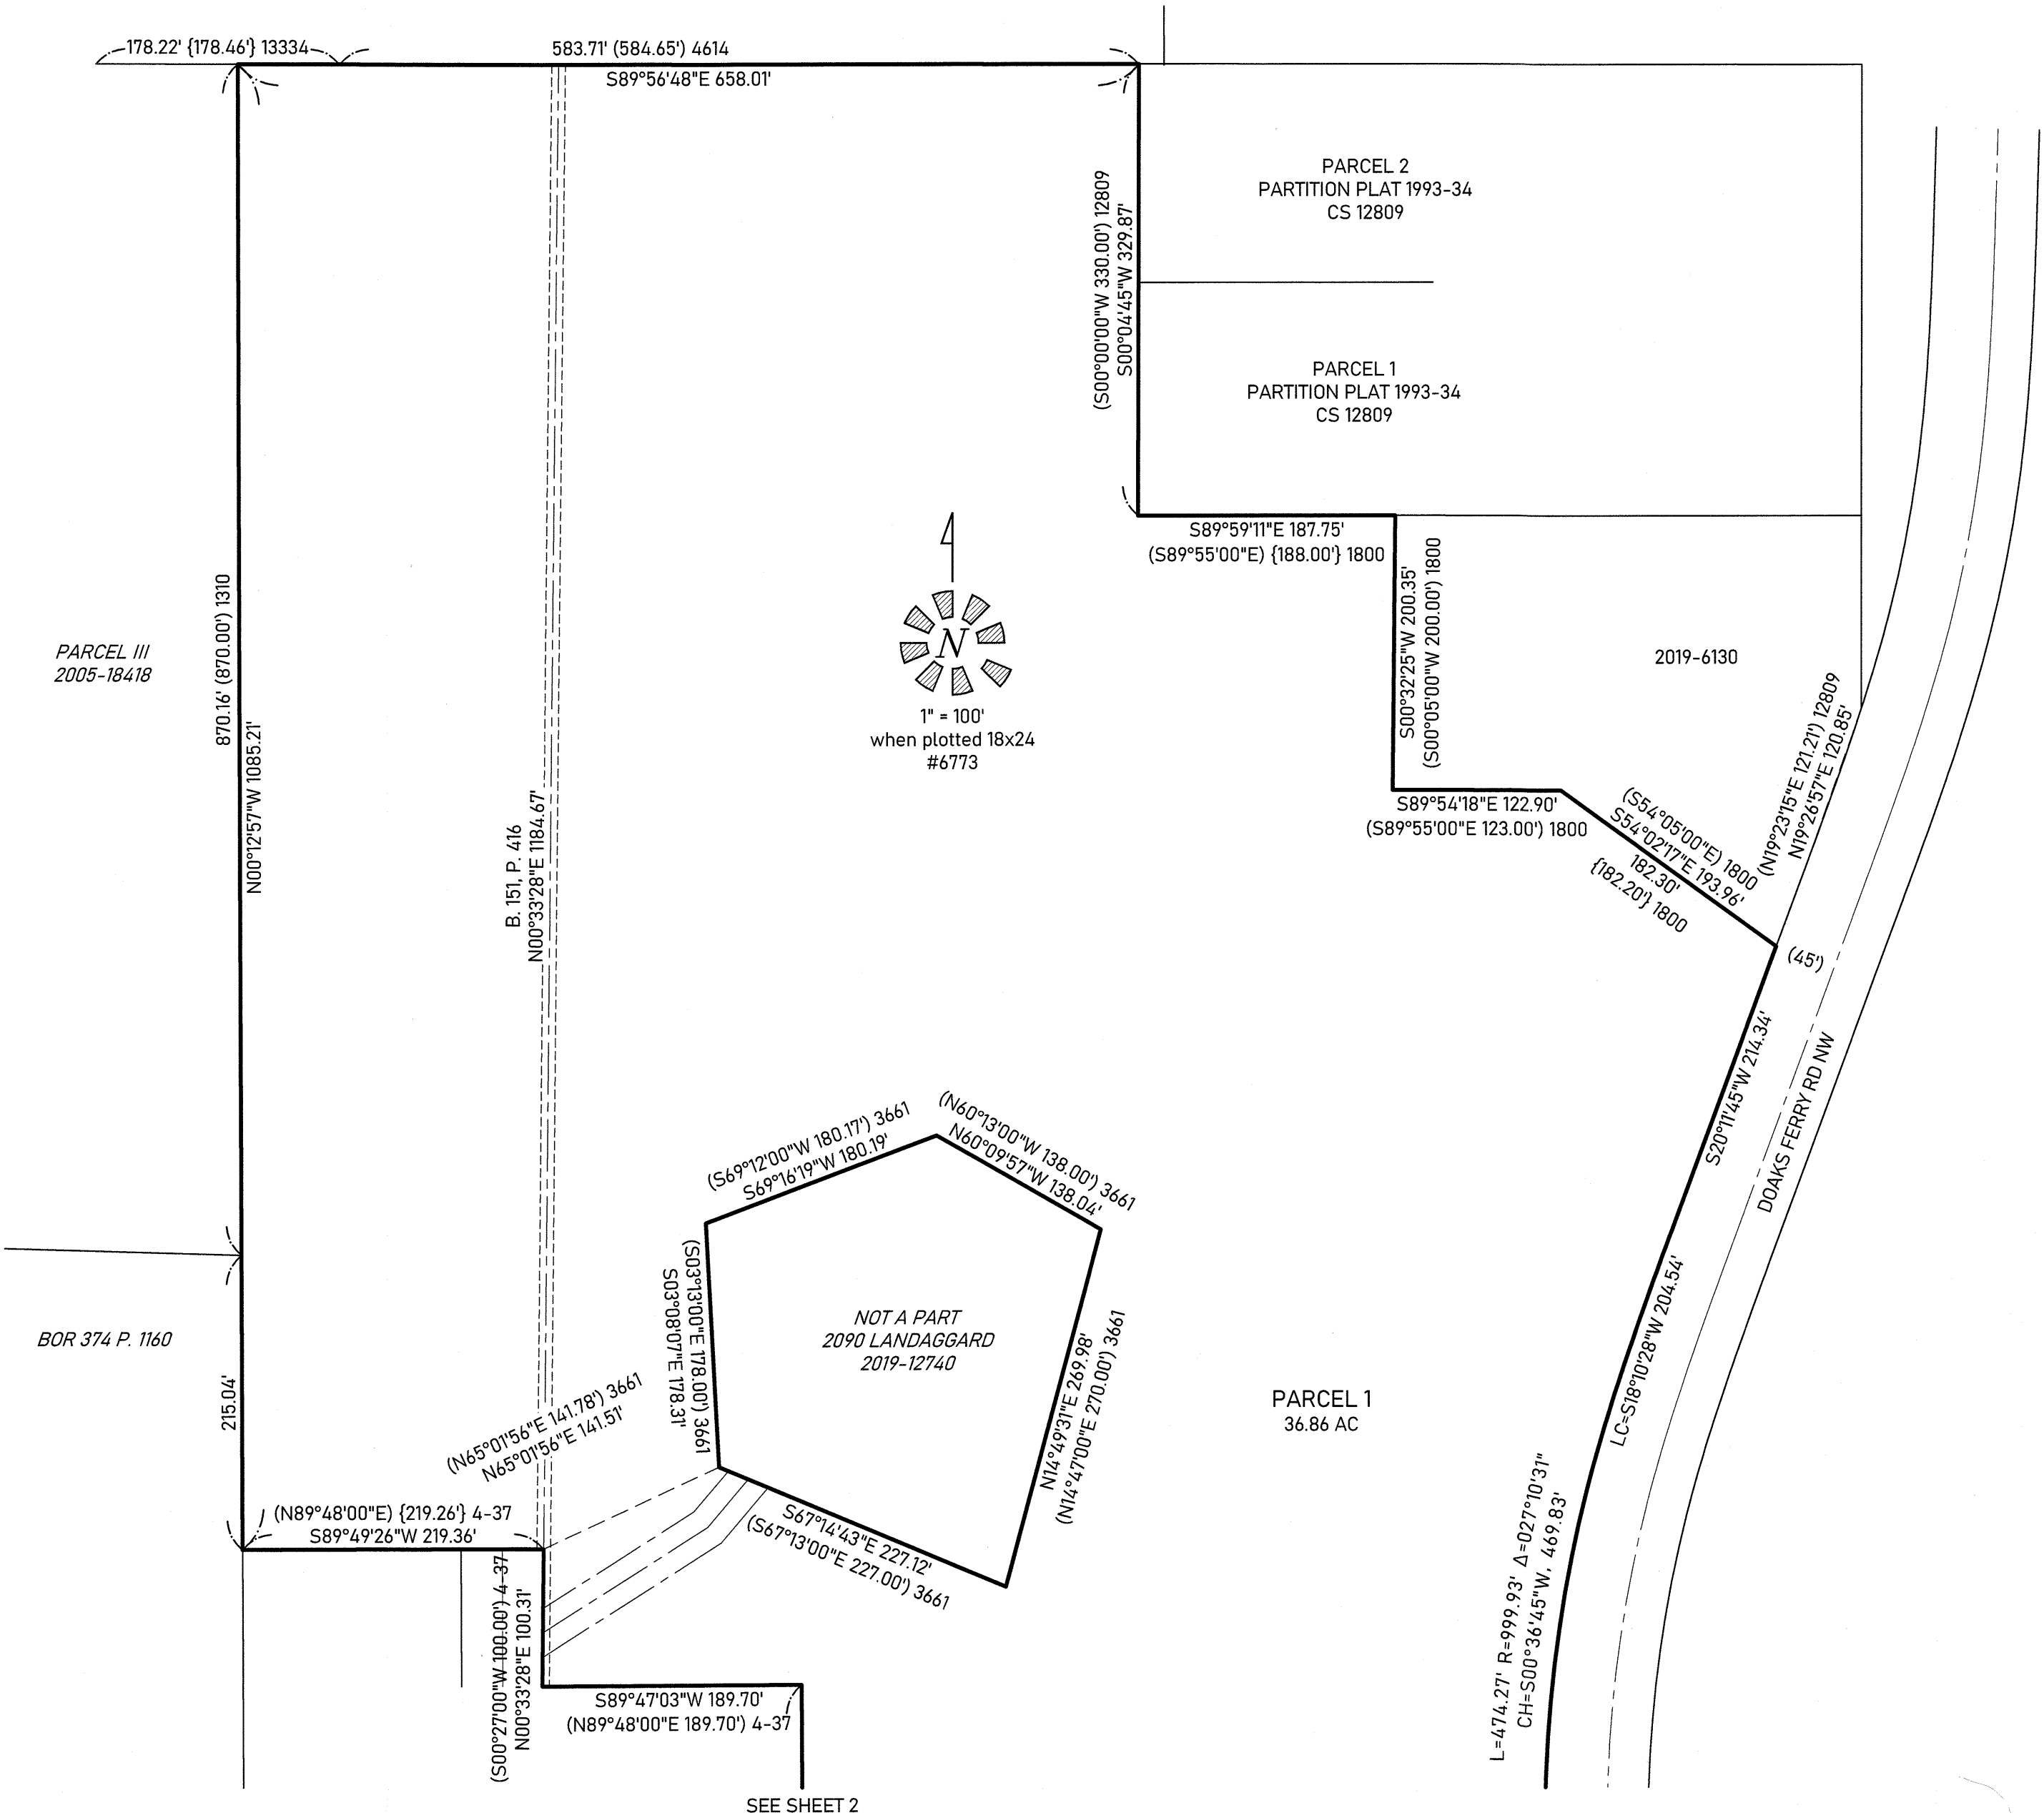 178.22' {178.46'} 13334
583.71' (584.65') 4614
S89°56'48"E 658.01'
PARCEL 2
PARTITION PLAT 1993-34
CS 12809
(S00°00'00"W 330.00') 12809
S00°04'45"W 329.87'
PARCEL 1
PARTITION PLAT 1993-34
CS 12809
S89°59'11"E 187.75'
(S89°55'00"E) {188.00'} 1800
S00°32'25"W 200.35'
(S00°05'00"W 200.00') 1800
2019-6130
PARCEL III
2005-18418
870.16' (870.00') 1310
N00°12'57"W 1085.21'
N
1" = 100'
when plotted 18x24
#6773
B. 151, P. 416
N00°33'28"E 1184.67'
S89°54'18"E 122.90'
(S89°55'00"E 123.00') 1800
(S54°05'00"E) 1800
S54°02'17"E 193.96'
182.30'
{182.20'} 1800
(N19°23'15"E 121.21') 12809
N19°26'57"E 120.85'
(45')
S20°11'45"W 214.34'
DOAKS FERRY RD NW
(S69°12'00"W 180.17') 3661
S69°16'19"W 180.19'
(N60°13'00"W 138.00') 3661
N60°09'57"W 138.04'
(S03°13'00"E 178.00') 3661
S03°08'07"E 178.31'
NOT A PART
2090 LANDAGGARD
2019-12740
N14°49'31"E 269.98'
(N14°47'00"E 270.00') 3661
LC=S18°10'28"W 204.54'
BOR 374 P. 1160
215.04'
PARCEL 1
36.86 AC
(N65°01'56"E 141.78') 3661
N65°01'56"E 141.51'
(N89°48'00"E) {219.26'} 4-37
S89°49'26"W 219.36'
S67°14'43"E 227.12'
(S67°13'00"E 227.00') 3661
L=474.27' R=999.93' Δ=027°10'31"
CH=S00°36'45"W, 469.83'
(S00°27'00"W 100.00') 4-37
N00°33'28"E 100.31'
S89°47'03"W 189.70'
(N89°48'00"E 189.70') 4-37
SEE SHEET 2